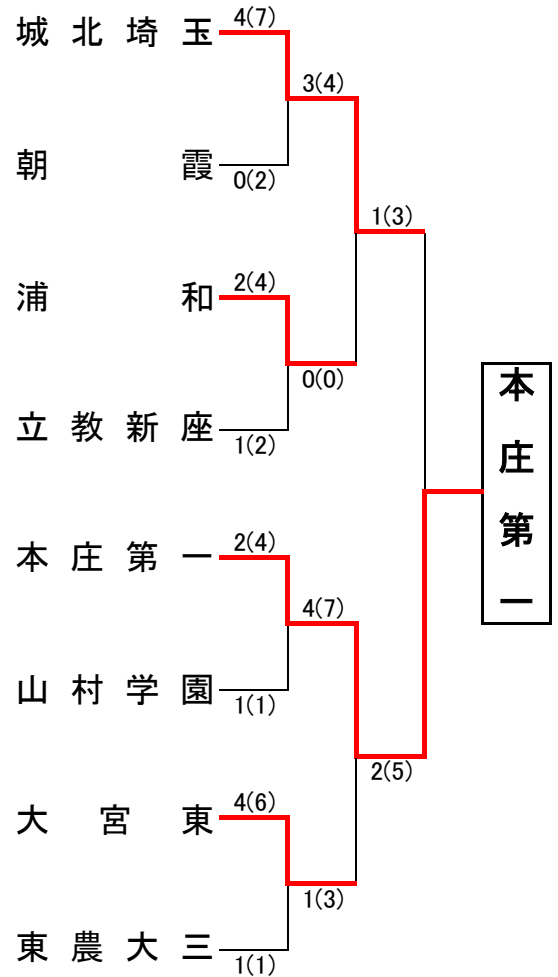 城北埼玉
4(7)
3(4)
朝霞
0(2)
1(3)
浦和
2(4)
0(0)
立教新座
1(2)
本庄第一
本庄第一
2(4)
4(7)
山村学園
1(1)
2(5)
大宮東
4(6)
1(3)
東農大三
1(1)